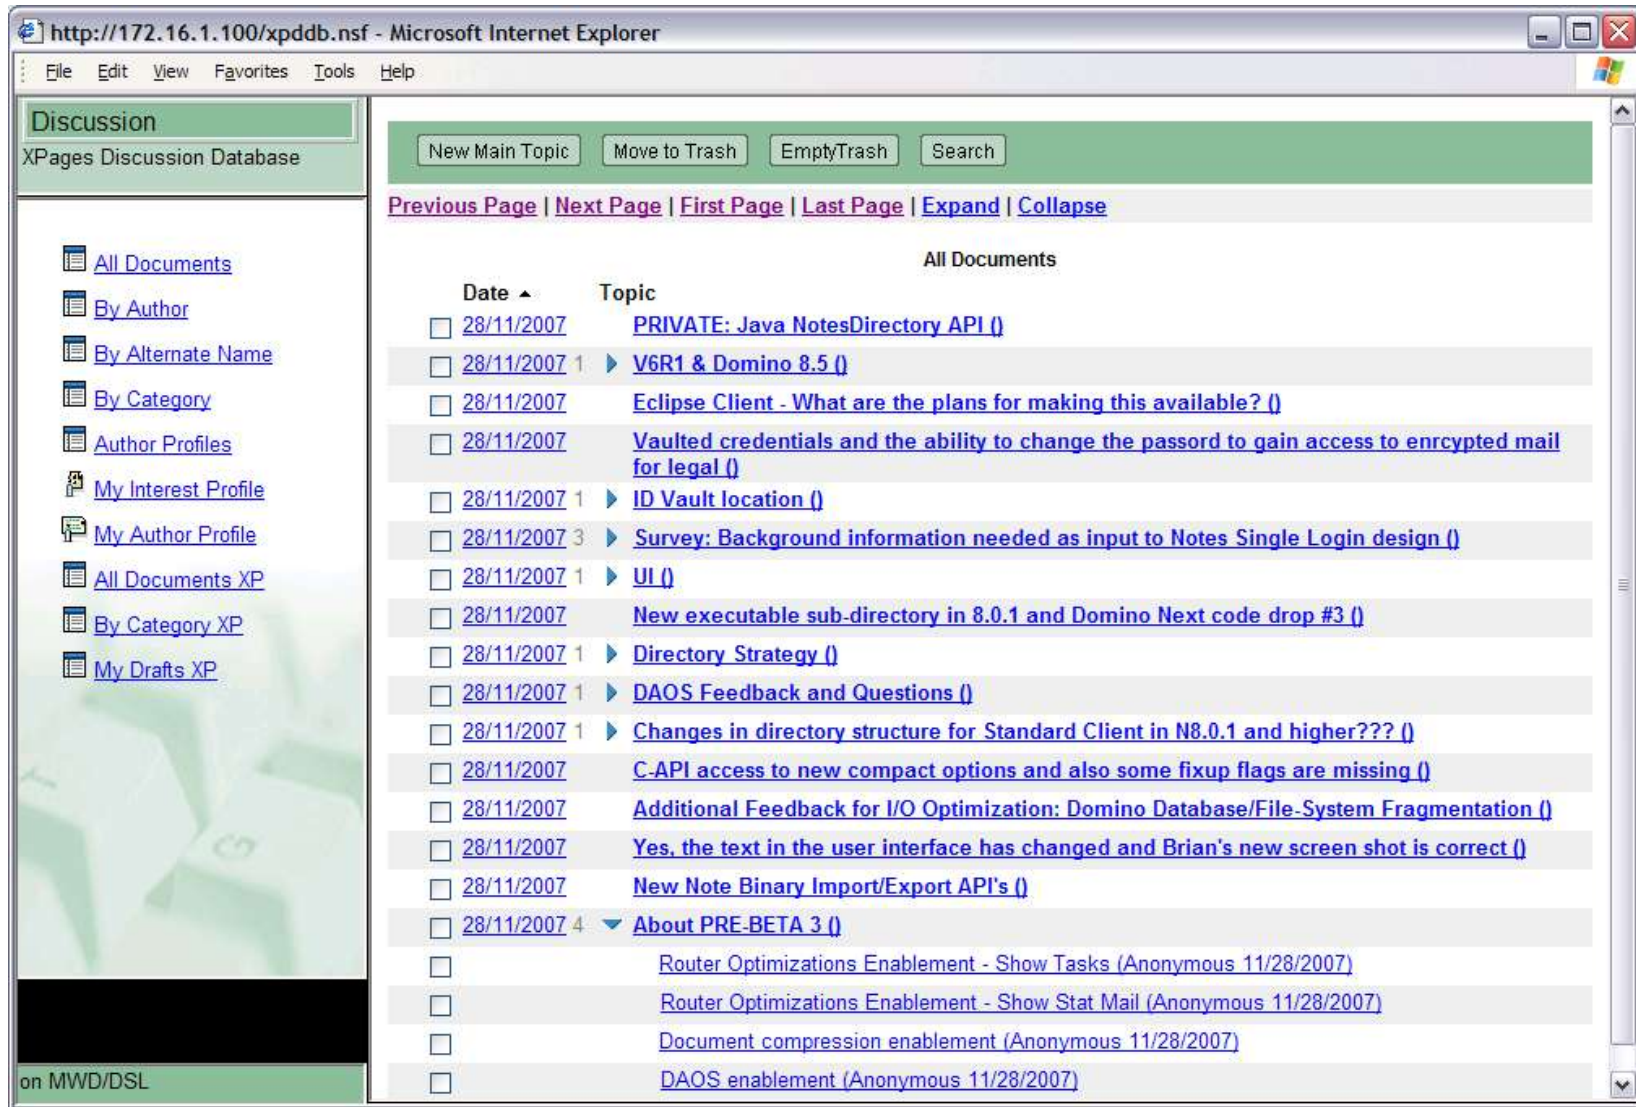 http://172.16.1.100/xpddb.nsf - Microsoft Internet Explorer
File Edit View Favorites Tools Help
Discussion
XPages Discussion Database
All Documents
By Author
By Alternate Name
By Category
Author Profiles
My Interest Profile
My Author Profile
All Documents XP
By Category XP
My Drafts XP
on MWD/DSL
New Main Topic Move to Trash EmptyTrash Search
Previous Page | Next Page | First Page | Last Page | Expand | Collapse
All Documents
Date Topic
28/11/2007 PRIVATE: Java NotesDirectory API ()
28/11/2007 1 V6R1 & Domino 8.5 ()
28/11/2007 Eclipse Client - What are the plans for making this available? ()
28/11/2007 Vaulted credentials and the ability to change the passord to gain access to enrcypted mail
for legal ()
28/11/2007 1 ID Vault location ()
28/11/2007 3 Survey: Background information needed as input to Notes Single Login design ()
28/11/2007 1 UI ()
28/11/2007 New executable sub-directory in 8.0.1 and Domino Next code drop #3 ()
28/11/2007 1 Directory Strategy ()
28/11/2007 1 DAOS Feedback and Questions ()
28/11/2007 1 Changes in directory structure for Standard Client in N8.0.1 and higher??? ()
28/11/2007 C-API access to new compact options and also some fixup flags are missing ()
28/11/2007 Additional Feedback for I/O Optimization: Domino Database/File-System Fragmentation ()
28/11/2007 Yes, the text in the user interface has changed and Brian's new screen shot is correct ()
28/11/2007 New Note Binary Import/Export API's ()
28/11/2007 4 About PRE-BETA 3 ()
Router Optimizations Enablement - Show Tasks (Anonymous 11/28/2007)
Router Optimizations Enablement - Show Stat Mail (Anonymous 11/28/2007)
Document compression enablement (Anonymous 11/28/2007)
DAOS enablement (Anonymous 11/28/2007)